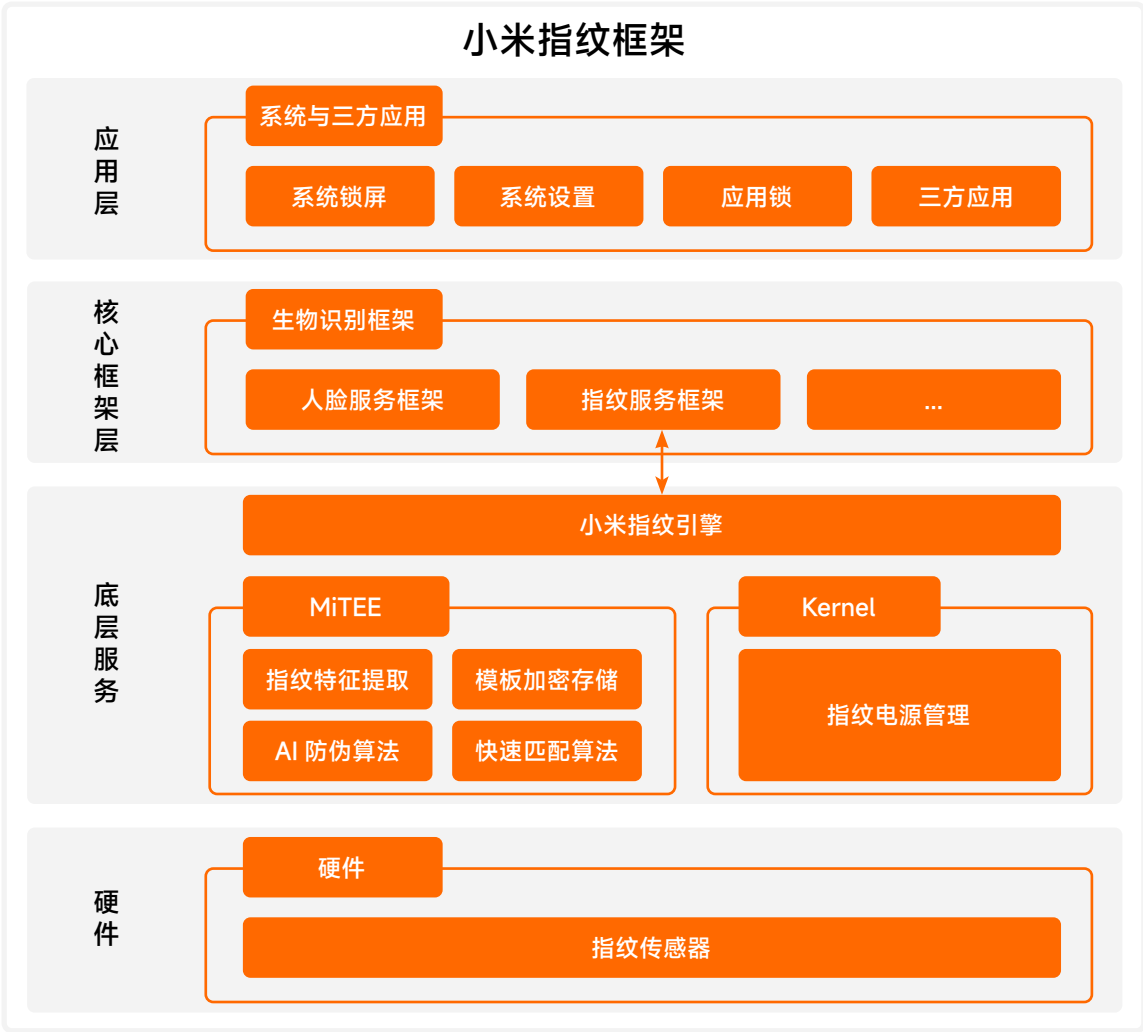 小米指纹框架
应用层
系统与三方应用
系统锁屏
系统设置
应用锁
三方应用
核心框架层
生物识别框架
人脸服务框架
指纹服务框架
...
底层服务
小米指纹引擎
MiTEE
指纹特征提取
模板加密存储
AI 防伪算法
快速匹配算法
Kernel
指纹电源管理
硬件
硬件
指纹传感器